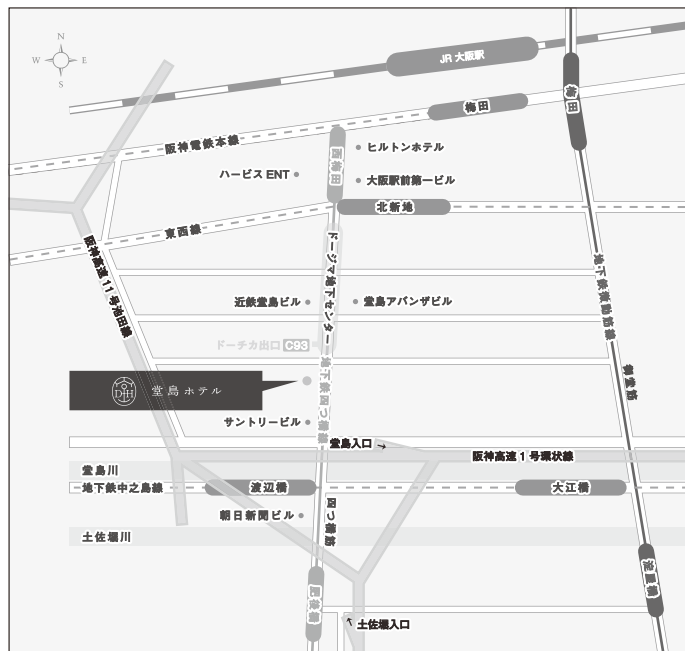 N
W E
S
JR 大阪駅
梅田
梅田
阪神電鉄本線
西梅田
ヒルトンホテル
ハービス ENT
大阪駅前第一ビル
北新地
東西線
阪神高速11号池田線
ドージマ地下センター
地下鉄御堂筋線
近鉄堂島ビル
堂島アバンザビル
ドーチカ出口 C93
地下鉄四つ橋線
御堂筋
DH
堂島ホテル
サントリービル
堂島入口→
阪神高速1号環状線
堂島川
地下鉄中之島線
渡辺橋
大江橋
朝日新聞ビル
四つ橋筋
土佐堀川
淀屋橋
肥後橋
土佐堀入口